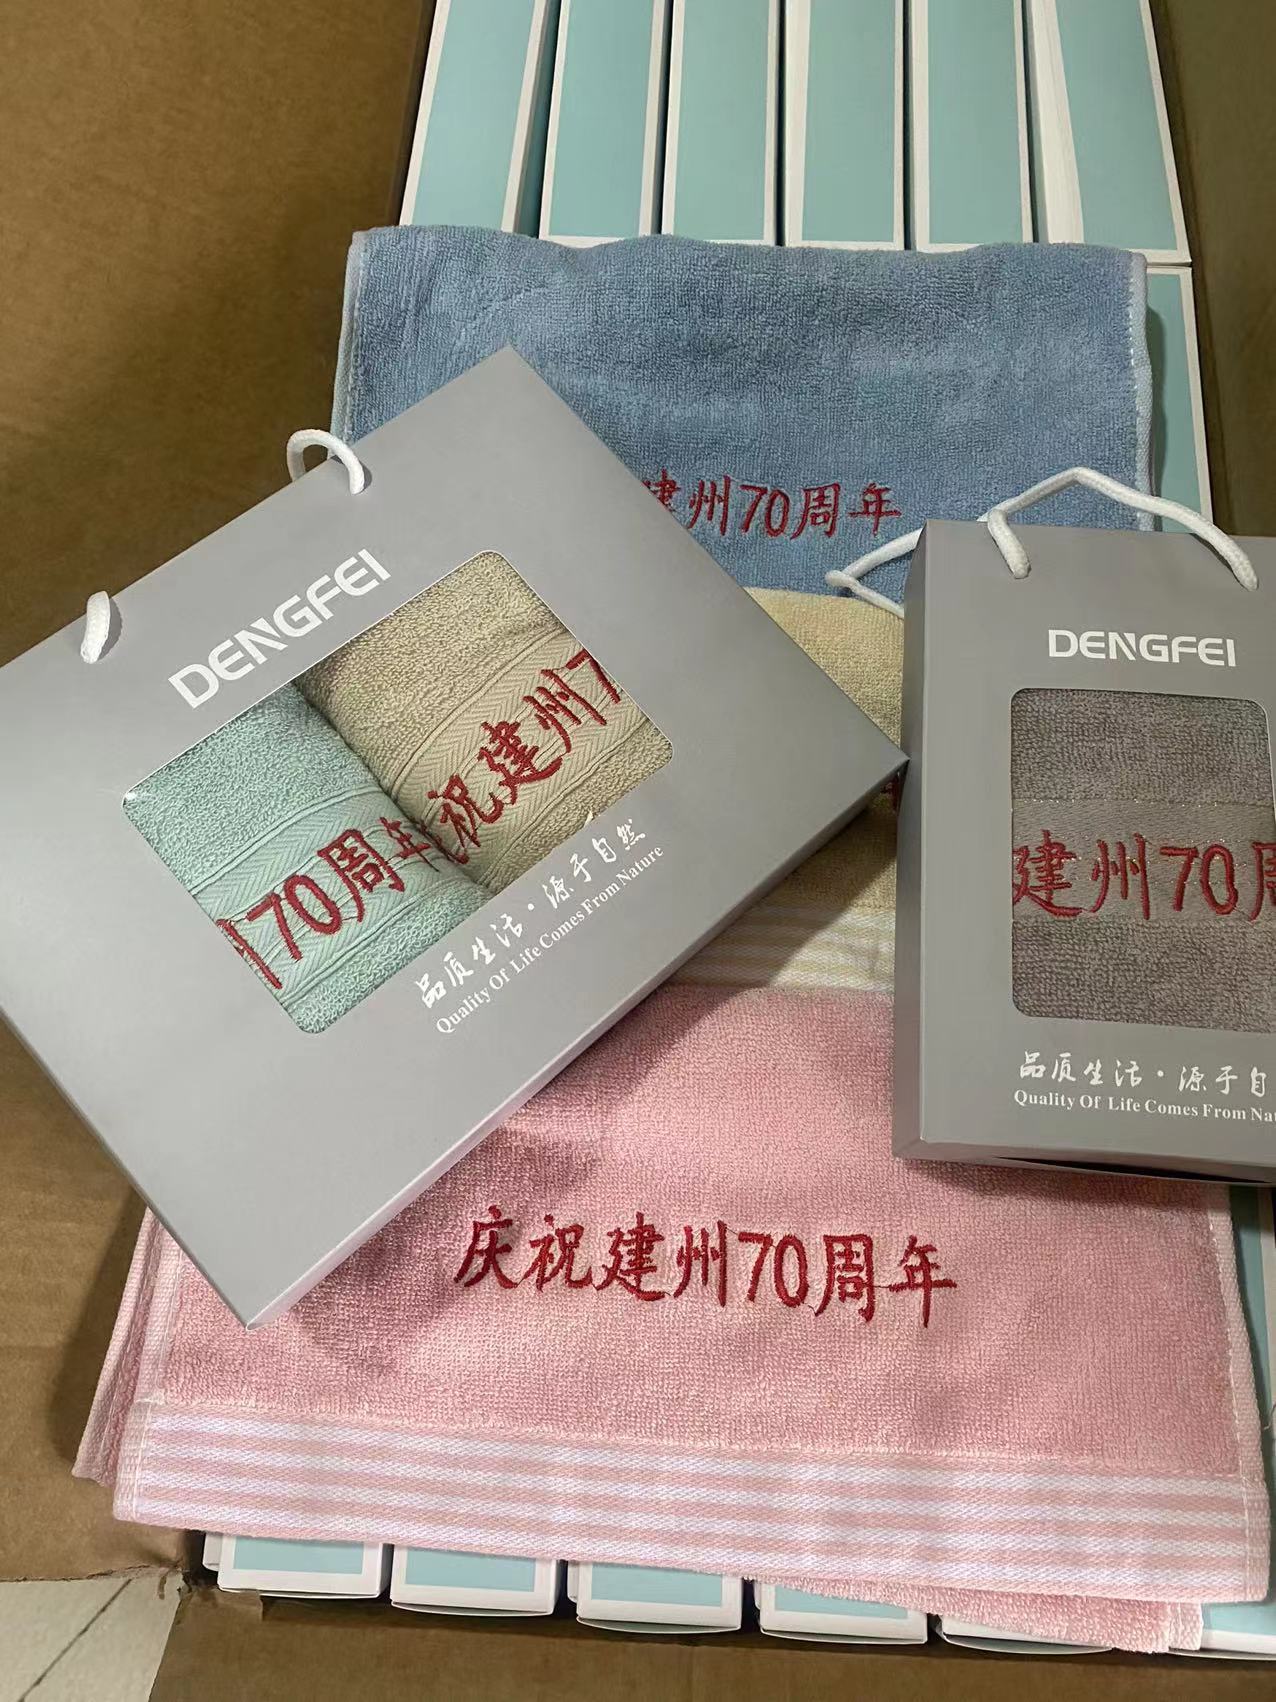 建州70周年
DENGFEI
祝建州7
70周年
品质生活·源于自然
Quality Of Life Comes From Nature
DENGFEI
建州70周
品质生活·源于自
Quality Of Life Comes From Nat
庆祝建州70周年